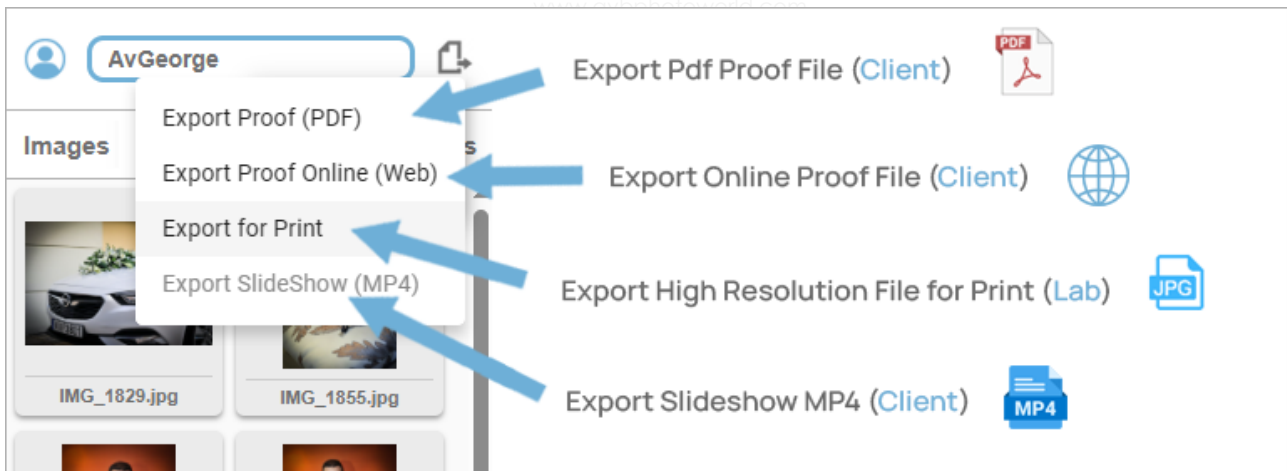 AvGeorge
Export Pdf Proof File (Client)
PDF
Export Proof (PDF)
Images
Export Proof Online (Web)
s
Export Online Proof File (Client)
Export for Print
Export SlideShow (MP4)
Export High Resolution File for Print (Lab)
JPG
IMG_1829.jpg
IMG_1855.jpg
Export Slideshow MP4 (Client)
MP4